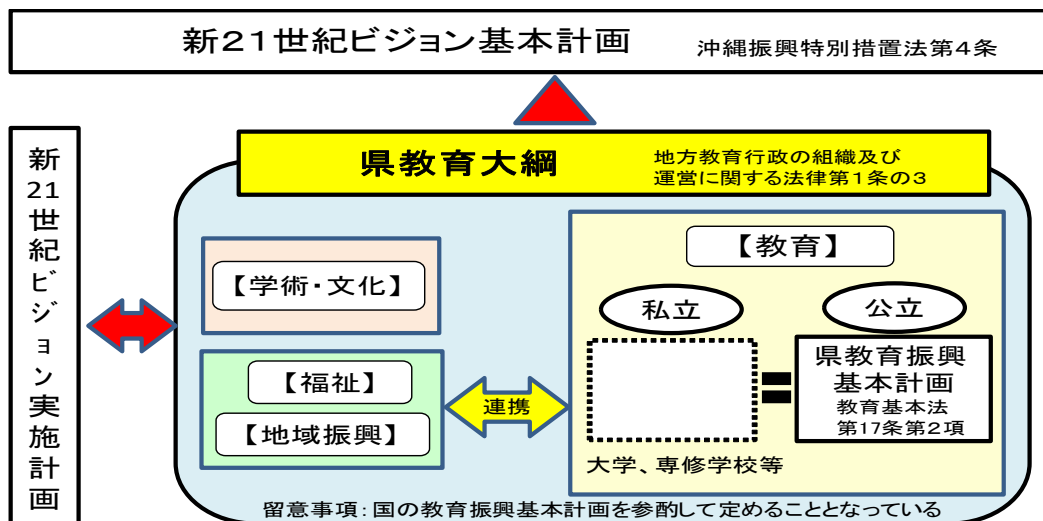 新21世紀ビジョン基本計画 沖縄振興特別措置法第4条
新21世紀ビジョン実施計画
県教育大綱
地方教育行政の組織及び
運営に関する法律第1条の3
【学術・文化】
【福祉】
【地域振興】
連携
【教育】
私立
公立
県教育振興
基本計画
教育基本法
第17条第2項
大学、専修学校等
留意事項:国の教育振興基本計画を参酌して定めることとなっている